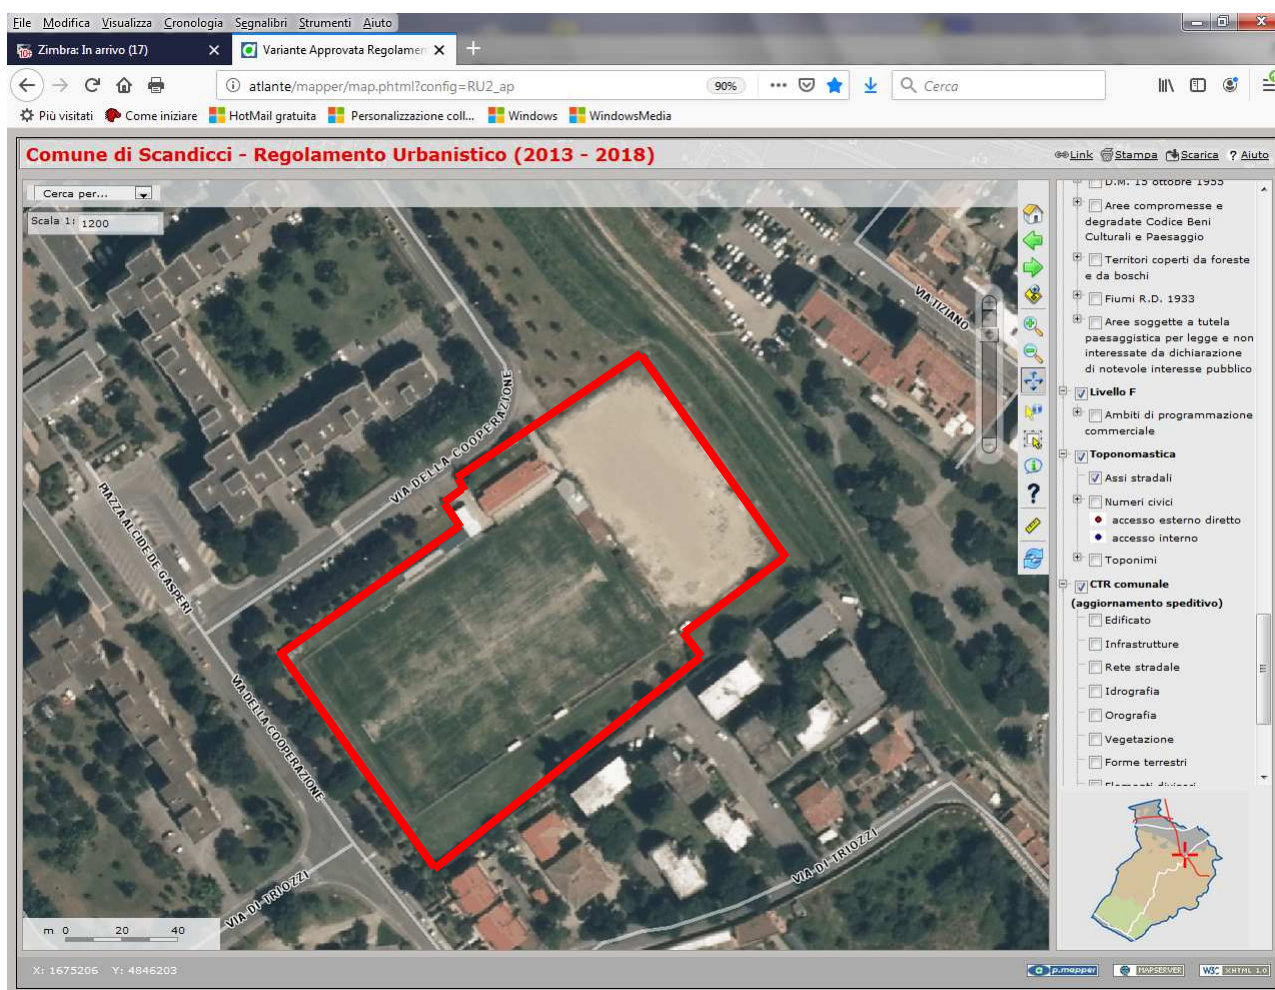 File Modifica Visualizza Cronologia Segnalibri Strumenti Aiuto
Zimbra: In arrivo (17)
Variante Approvata Regolamen
atlante/mapper/map.phtml?config=RU2_ap
90%
Cerca
Più visitati Come iniziare HotMail gratuita Personalizzazione coll... Windows WindowsMedia
Comune di Scandicci - Regolamento Urbanistico (2013 - 2018)
Link Stampa Scarica ? Aiuto
Cerca per...
Scala 1: 1200
D.M. 15 ottobre 1955
Aree compromesse e
degradate Codice Beni
Culturali e Paesaggio
Territori coperti da foreste
e da boschi
Fiumi R.D. 1933
Aree soggette a tutela
paesaggistica per legge e non
interessate da dichiarazione
di notevole interesse pubblico
Livello F
Ambiti di programmazione
commerciale
Toponomastica
Assi stradali
Numeri civici
accesso esterno diretto
accesso interno
Toponimi
CTR comunale
(aggiornamento speditivo)
Edificato
Infrastrutture
Rete stradale
Idrografia
Orografia
Vegetazione
Forme terrestri
Elementi divisori
VIA TIZIANO
VIA DELLA COOPERAZIONE
PIAZZA ALCIDE DE GASPERI
VIA DELLA COOPERAZIONE
VIA DI TRIOZZI
VIA DI TRIOZZI
m 0 20 40
X: 1675206 Y: 4846203
p.mapper
MAPSERVER
W3C XHTML 1.0